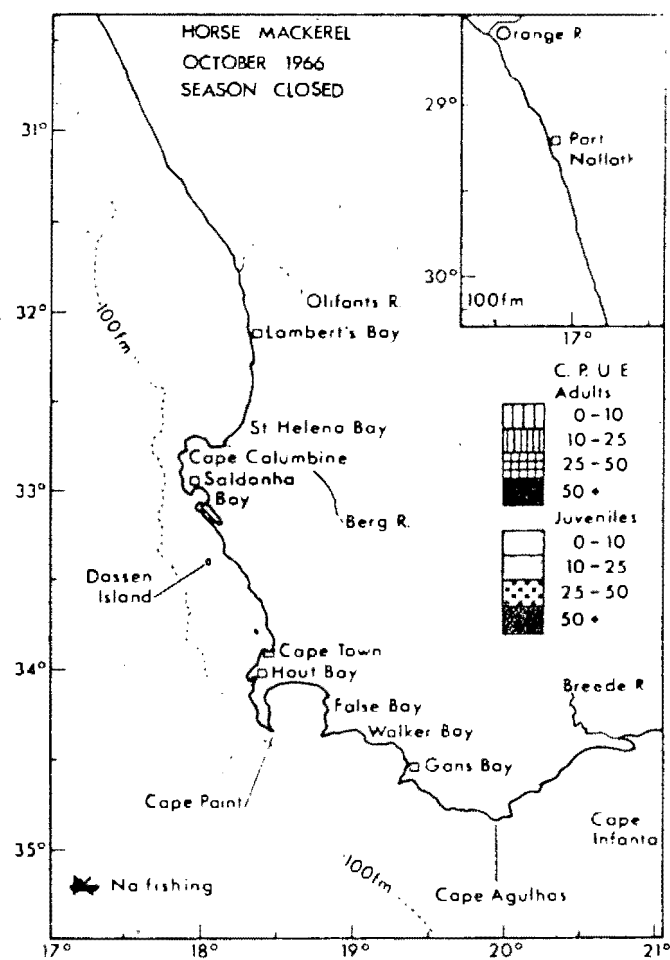 HORSE MACKEREL
OCTOBER 1966
SEASON CLOSED
Orange R
29°
Port
Nolloth
30°
100fm
17°
31°
32°
33°
34°
35°
100fm
Olifants R.
Lambert's Bay
St Helena Bay
Cape Columbine
Saldanha
Bay
Berg R.
Dassen
Island
Cape Town
Hout Bay
False Bay
Walker Bay
Gans Bay
Breede R
Cape Point
Cape
Infanta
Cape Agulhas
100fm
No fishing
C. P. U E
Adults
0-10
10-25
25-50
50+
Juveniles
0-10
10-25
25-50
50+
17°
18°
19°
20°
21°